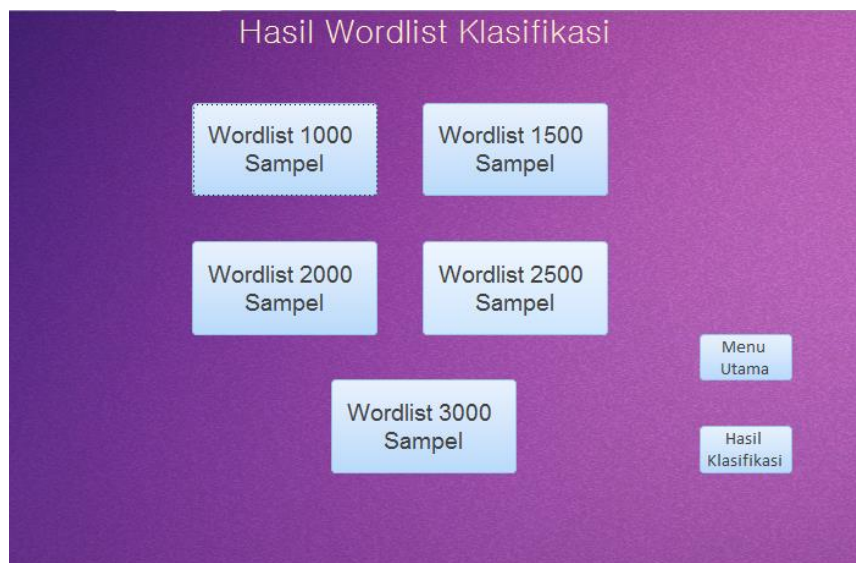 Hasil Wordlist Klasifikasi
Wordlist 1000
Sampel
Wordlist 1500
Sampel
Wordlist 2000
Sampel
Wordlist 2500
Sampel
Wordlist 3000
Sampel
Menu
Utama
Hasil
Klasifikasi